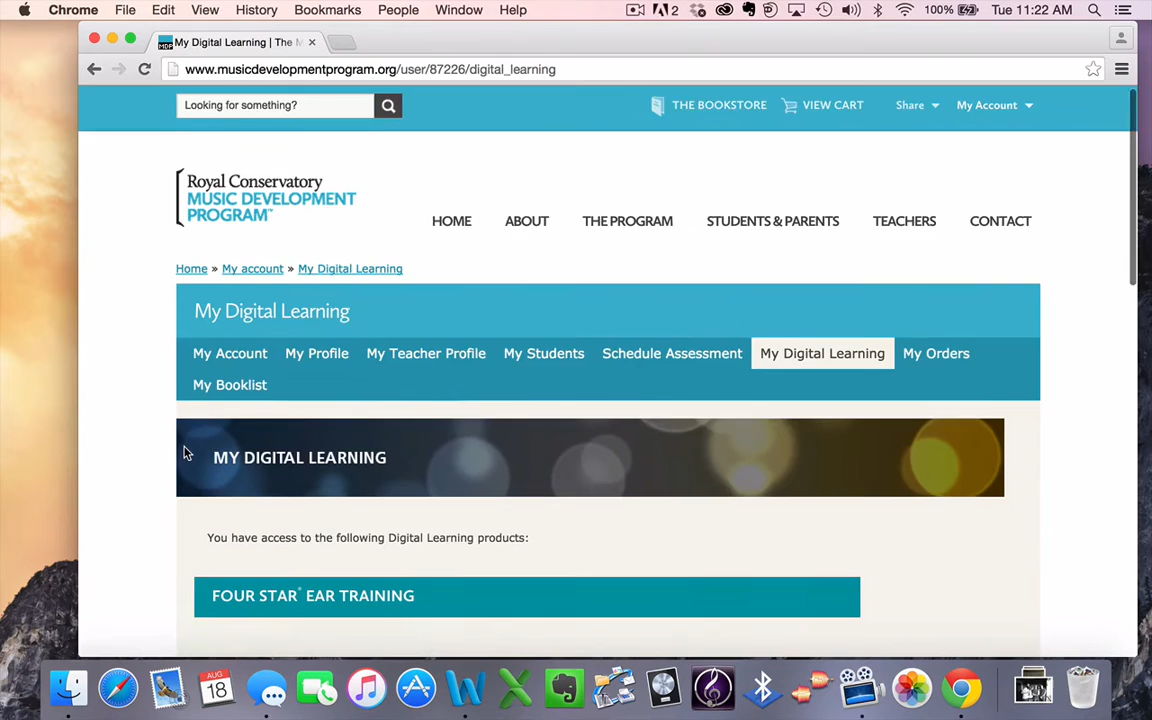 Chrome File Edit View History Bookmarks People Window Help 2 100% Tue 11:22 AM
My Digital Learning | The M
www.musicdevelopmentprogram.org/user/87226/digital_learning
Looking for something? THE BOOKSTORE VIEW CART Share My Account
Royal Conservatory
MUSIC DEVELOPMENT
PROGRAM™
HOME ABOUT THE PROGRAM STUDENTS & PARENTS TEACHERS CONTACT
Home » My account » My Digital Learning
My Digital Learning
My Account My Profile My Teacher Profile My Students Schedule Assessment My Digital Learning My Orders
My Booklist
MY DIGITAL LEARNING
You have access to the following Digital Learning products:
FOUR STAR® EAR TRAINING
AUG
18